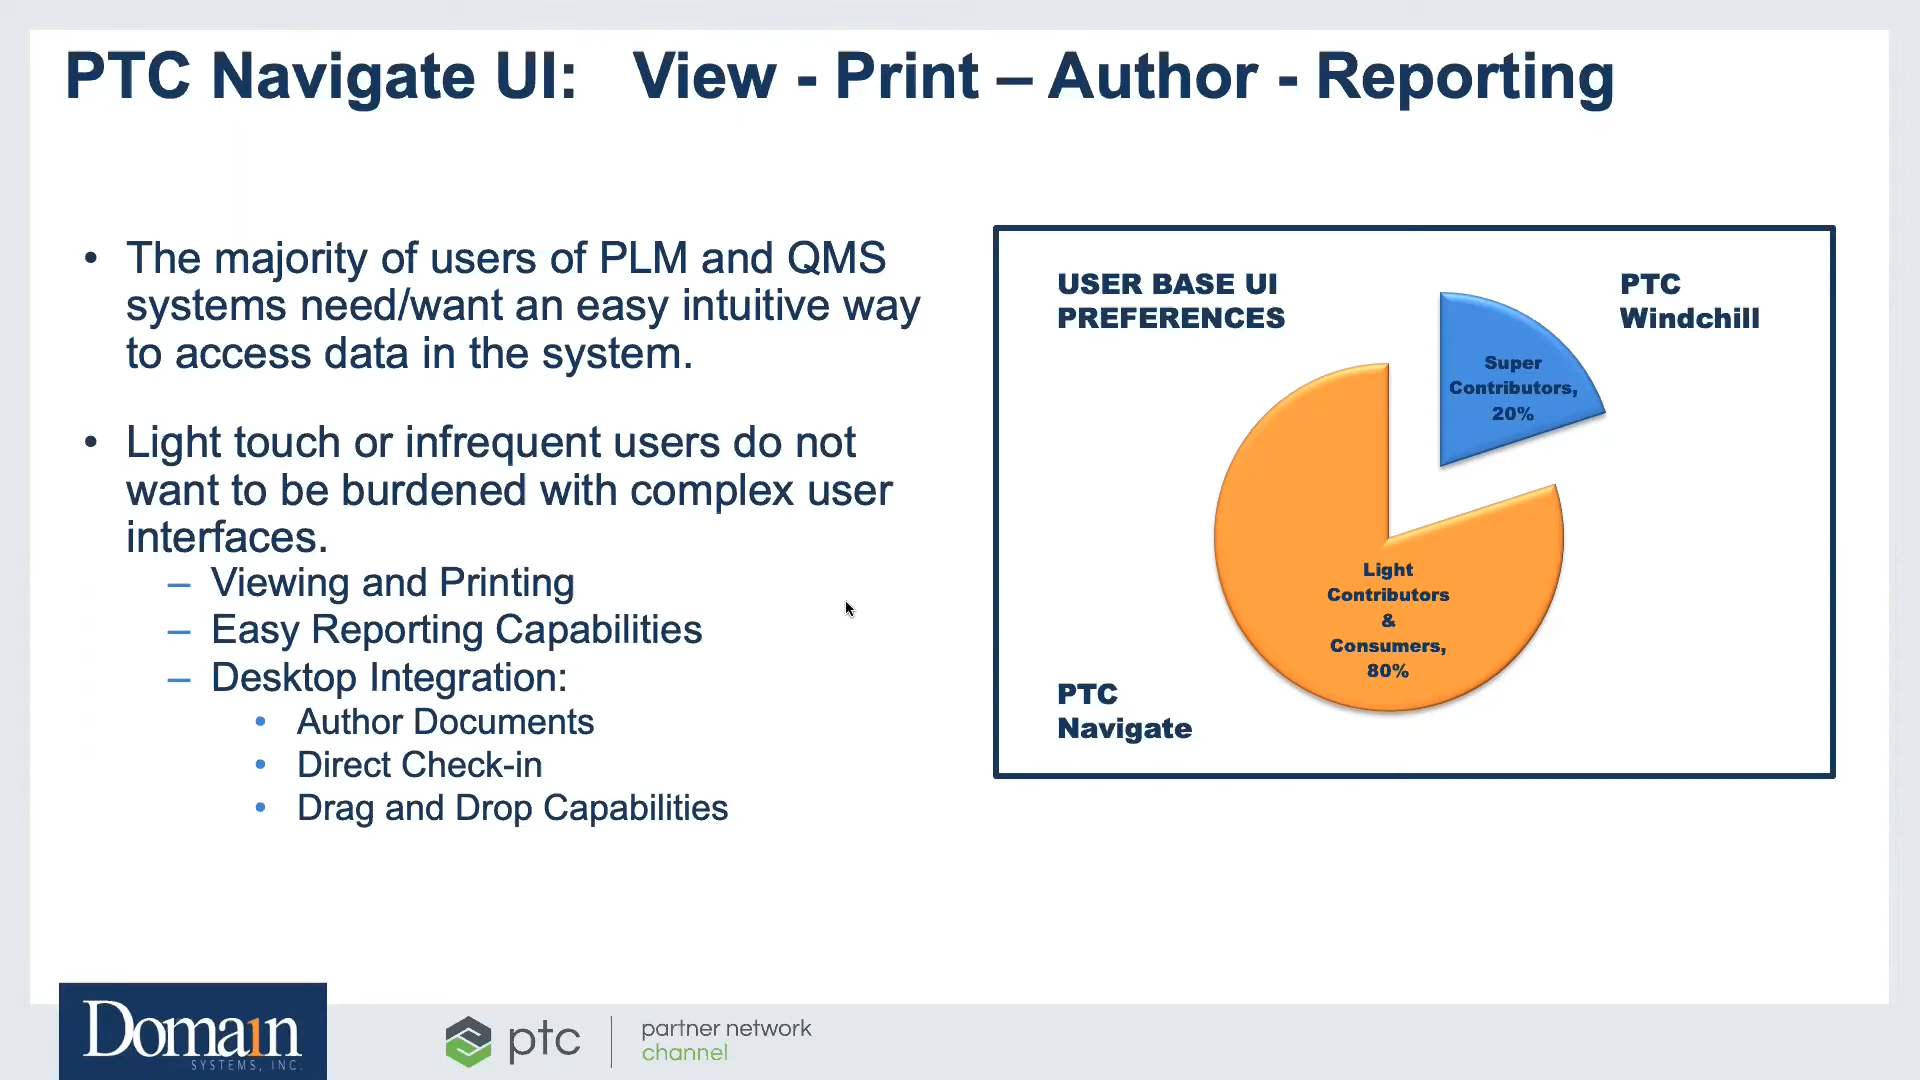 PTC Navigate UI: View - Print – Author - Reporting
• The majority of users of PLM and QMS
systems need/want an easy intuitive way
to access data in the system.
• Light touch or infrequent users do not
want to be burdened with complex user
interfaces.
– Viewing and Printing
– Easy Reporting Capabilities
– Desktop Integration:
• Author Documents
• Direct Check-in
• Drag and Drop Capabilities
USER BASE UI
PREFERENCES
PTC
Windchill
Super
Contributors,
20%
Light
Contributors
&
Consumers,
80%
PTC
Navigate
Domain
SYSTEMS, INC.
ptc
partner network
channel